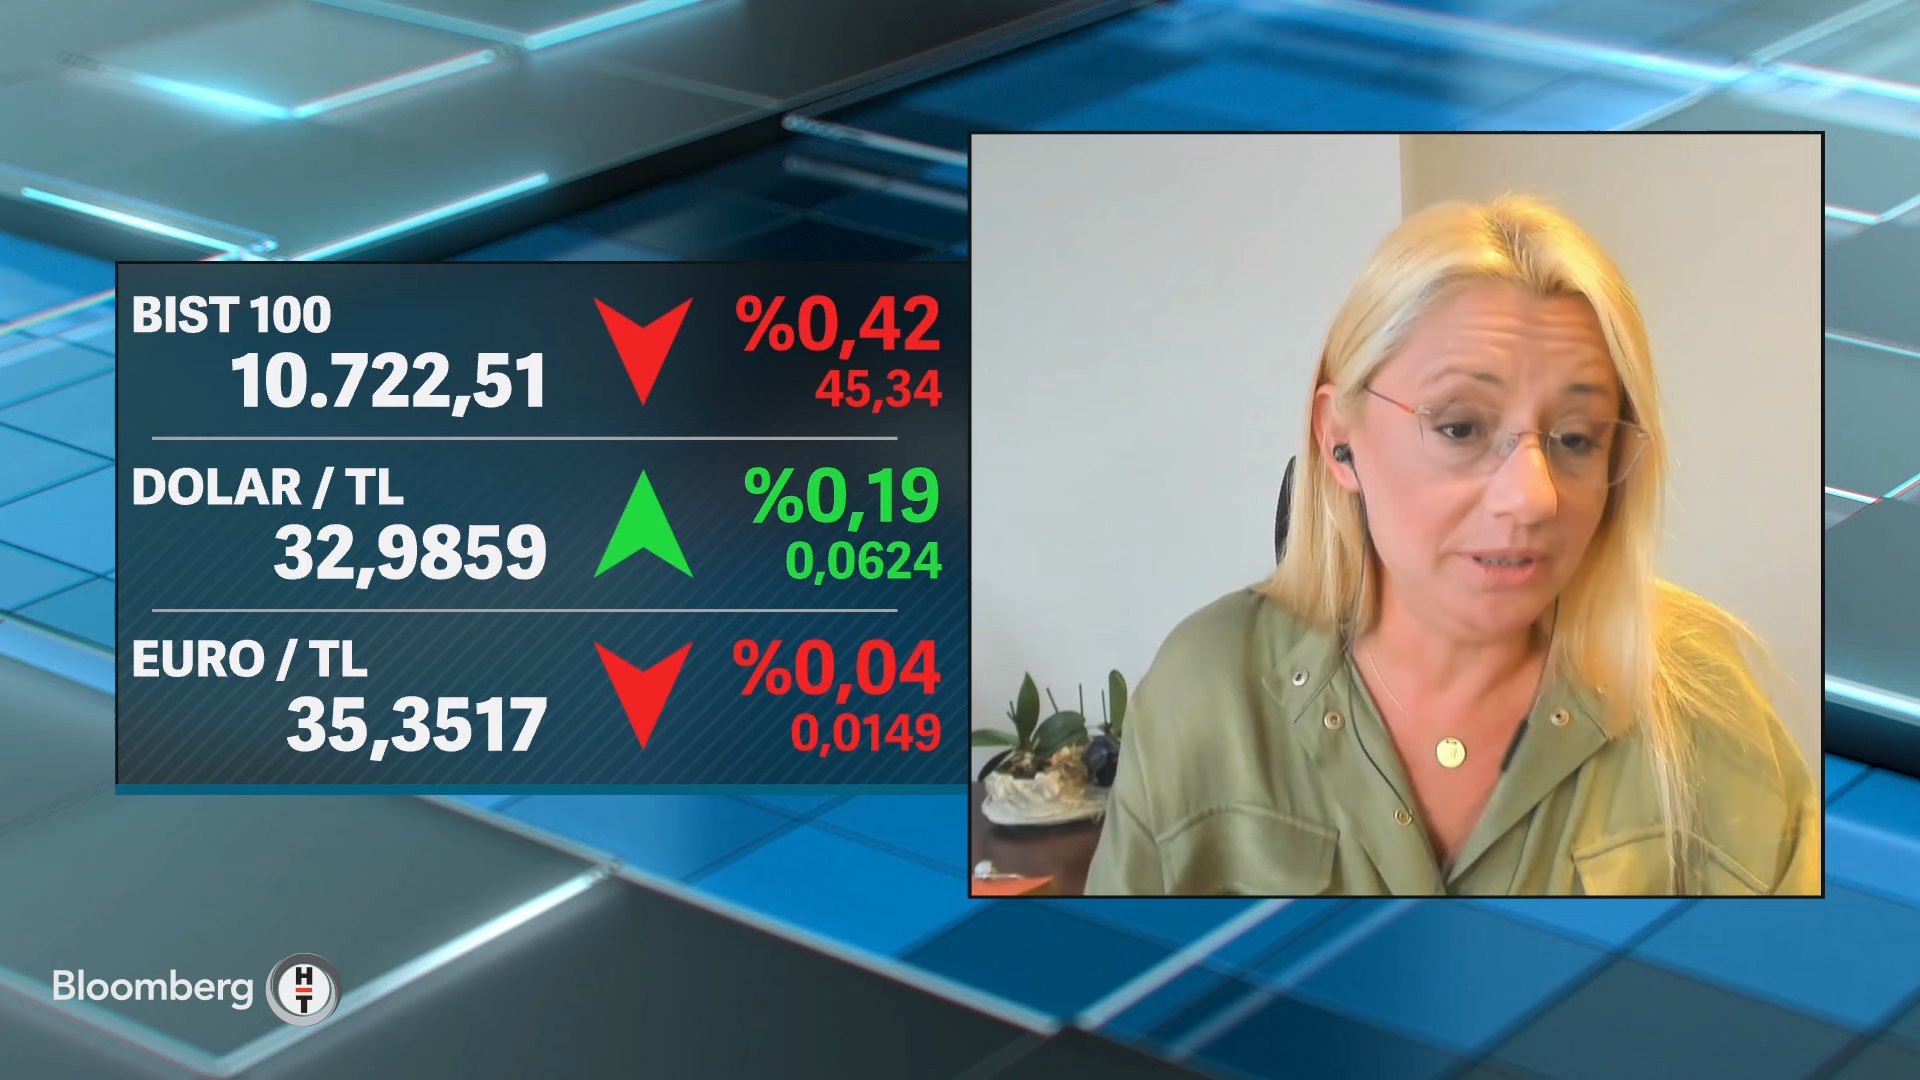 BIST 100
%0,42
10.722,51
45,34
DOLAR / TL
%0,19
32,9859
0,0624
EURO / TL
%0,04
35,3517
0,0149
Bloomberg HT